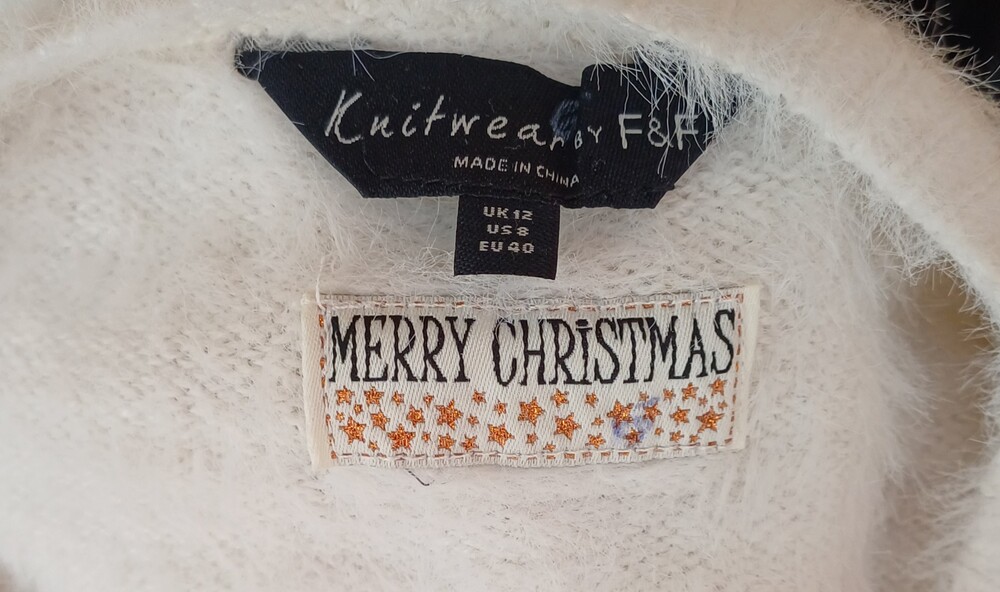 Knitwear BY F&F
MADE IN CHINA
UK 12
US 8
EU 40
MERRY CHRISTMAS